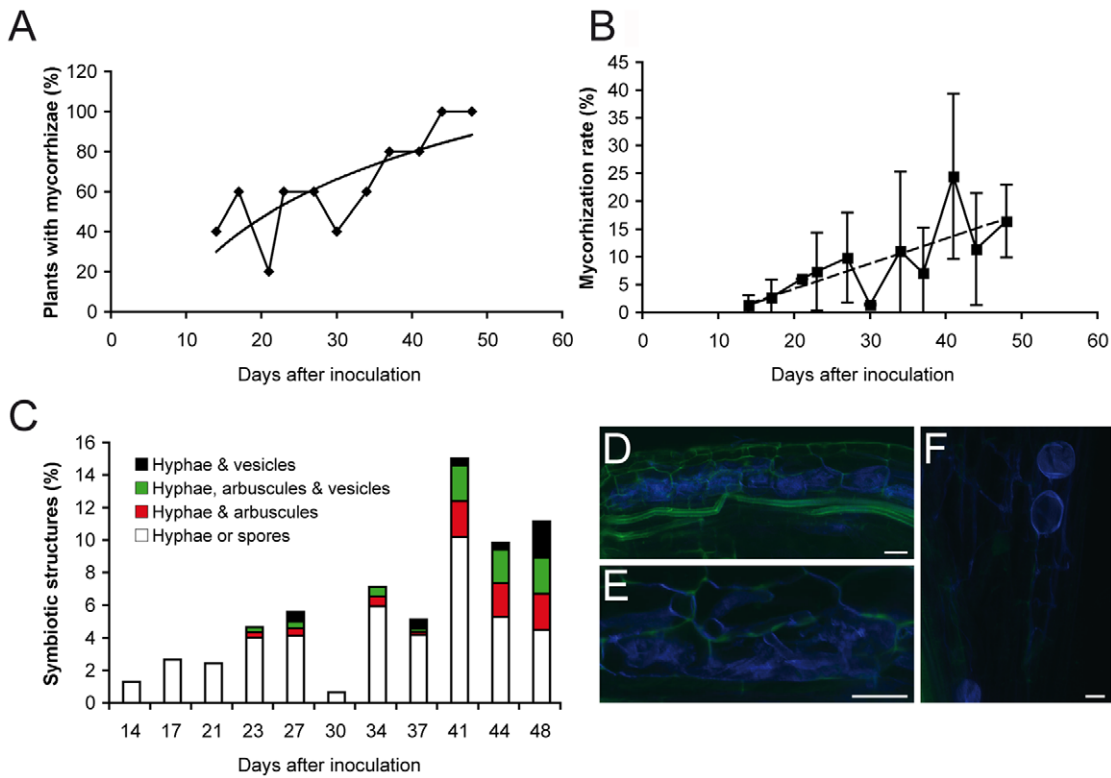 A
Plants with mycorrhizae (%)
120
100
80
60
40
20
0
0 10 20 30 40 50 60
Days after inoculation
B
Mycorhization rate (%)
45
40
35
30
25
20
15
10
5
0
0 10 20 30 40 50 60
Days after inoculation
C
Symbiotic structures (%)
16
14
12
10
8
6
4
2
0
Hyphae & vesicles
Hyphae, arbuscules & vesicles
Hyphae & arbuscules
Hyphae or spores
14 17 21 23 27 30 34 37 41 44 48
Days after inoculation
D
E
F